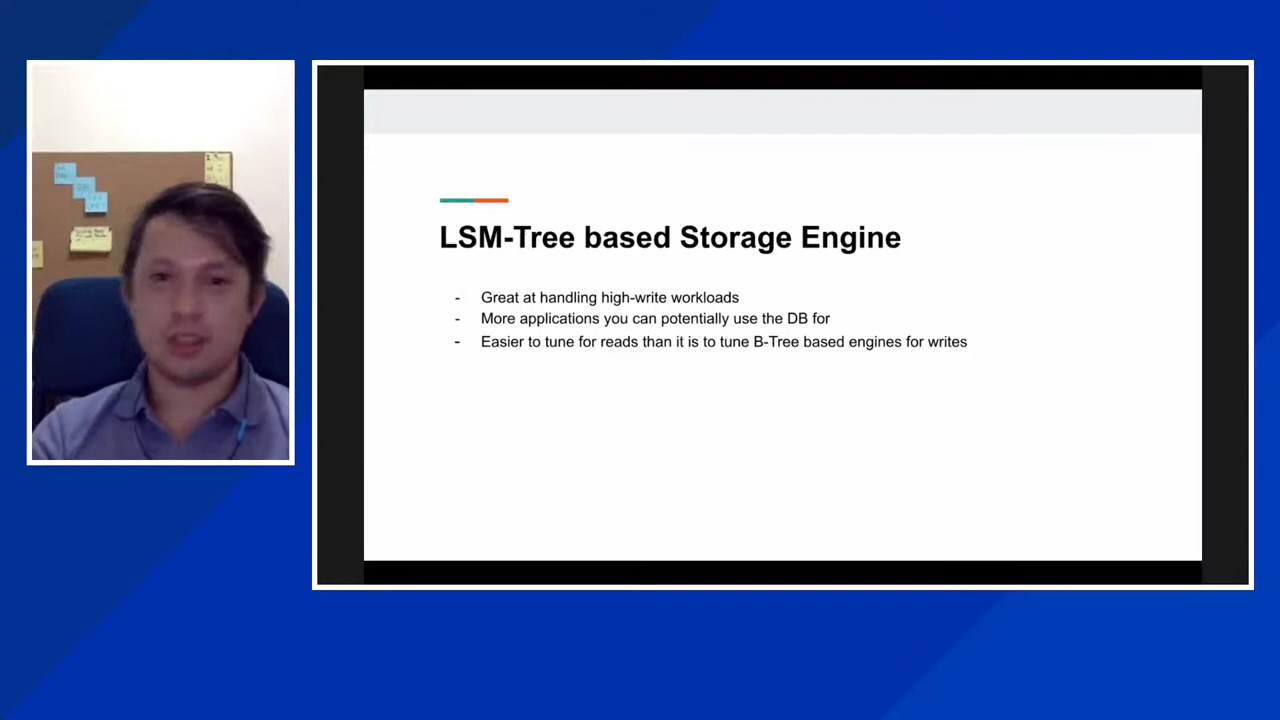 LSM-Tree based Storage Engine
- Great at handling high-write workloads
- More applications you can potentially use the DB for
- Easier to tune for reads than it is to tune B-Tree based engines for writes